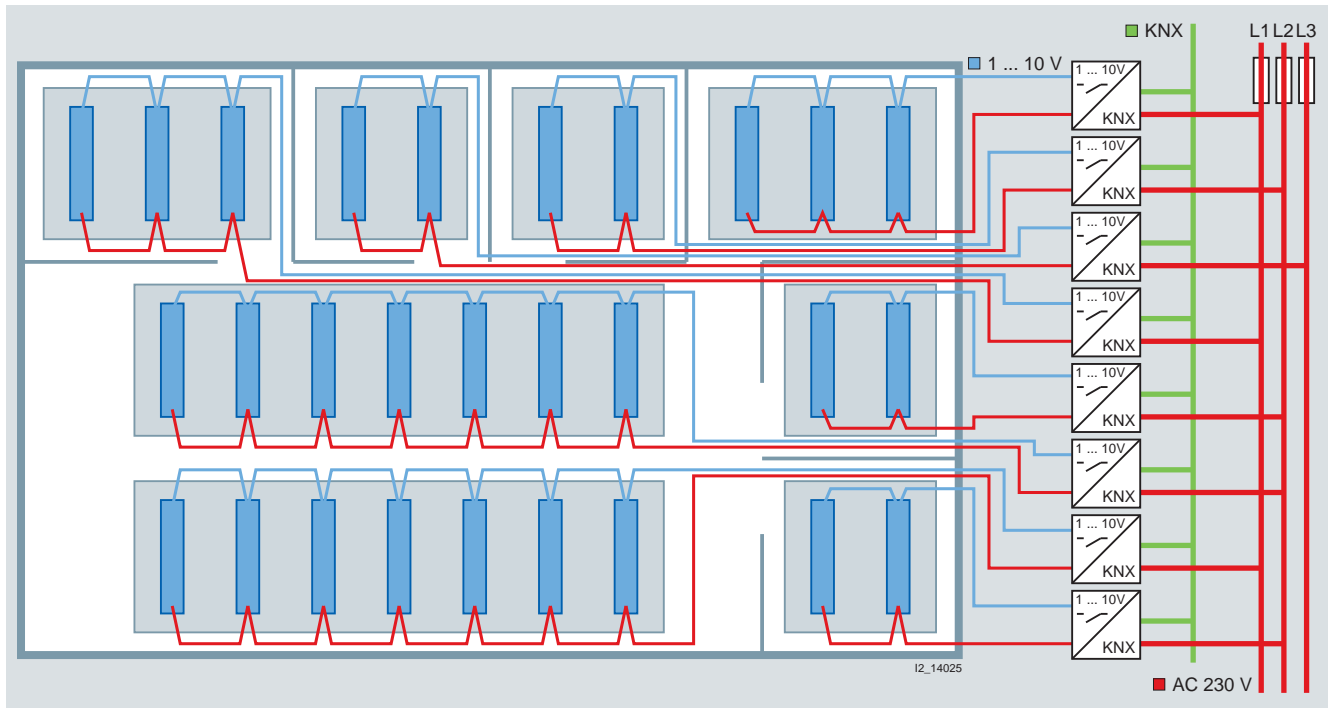 KNX
L1 L2 L3
1 ... 10 V
1 ... 10V
KNX
1 ... 10V
KNX
1 ... 10V
KNX
1 ... 10V
KNX
1 ... 10V
KNX
1 ... 10V
KNX
1 ... 10V
KNX
1 ... 10V
KNX
I2_14025
AC 230 V